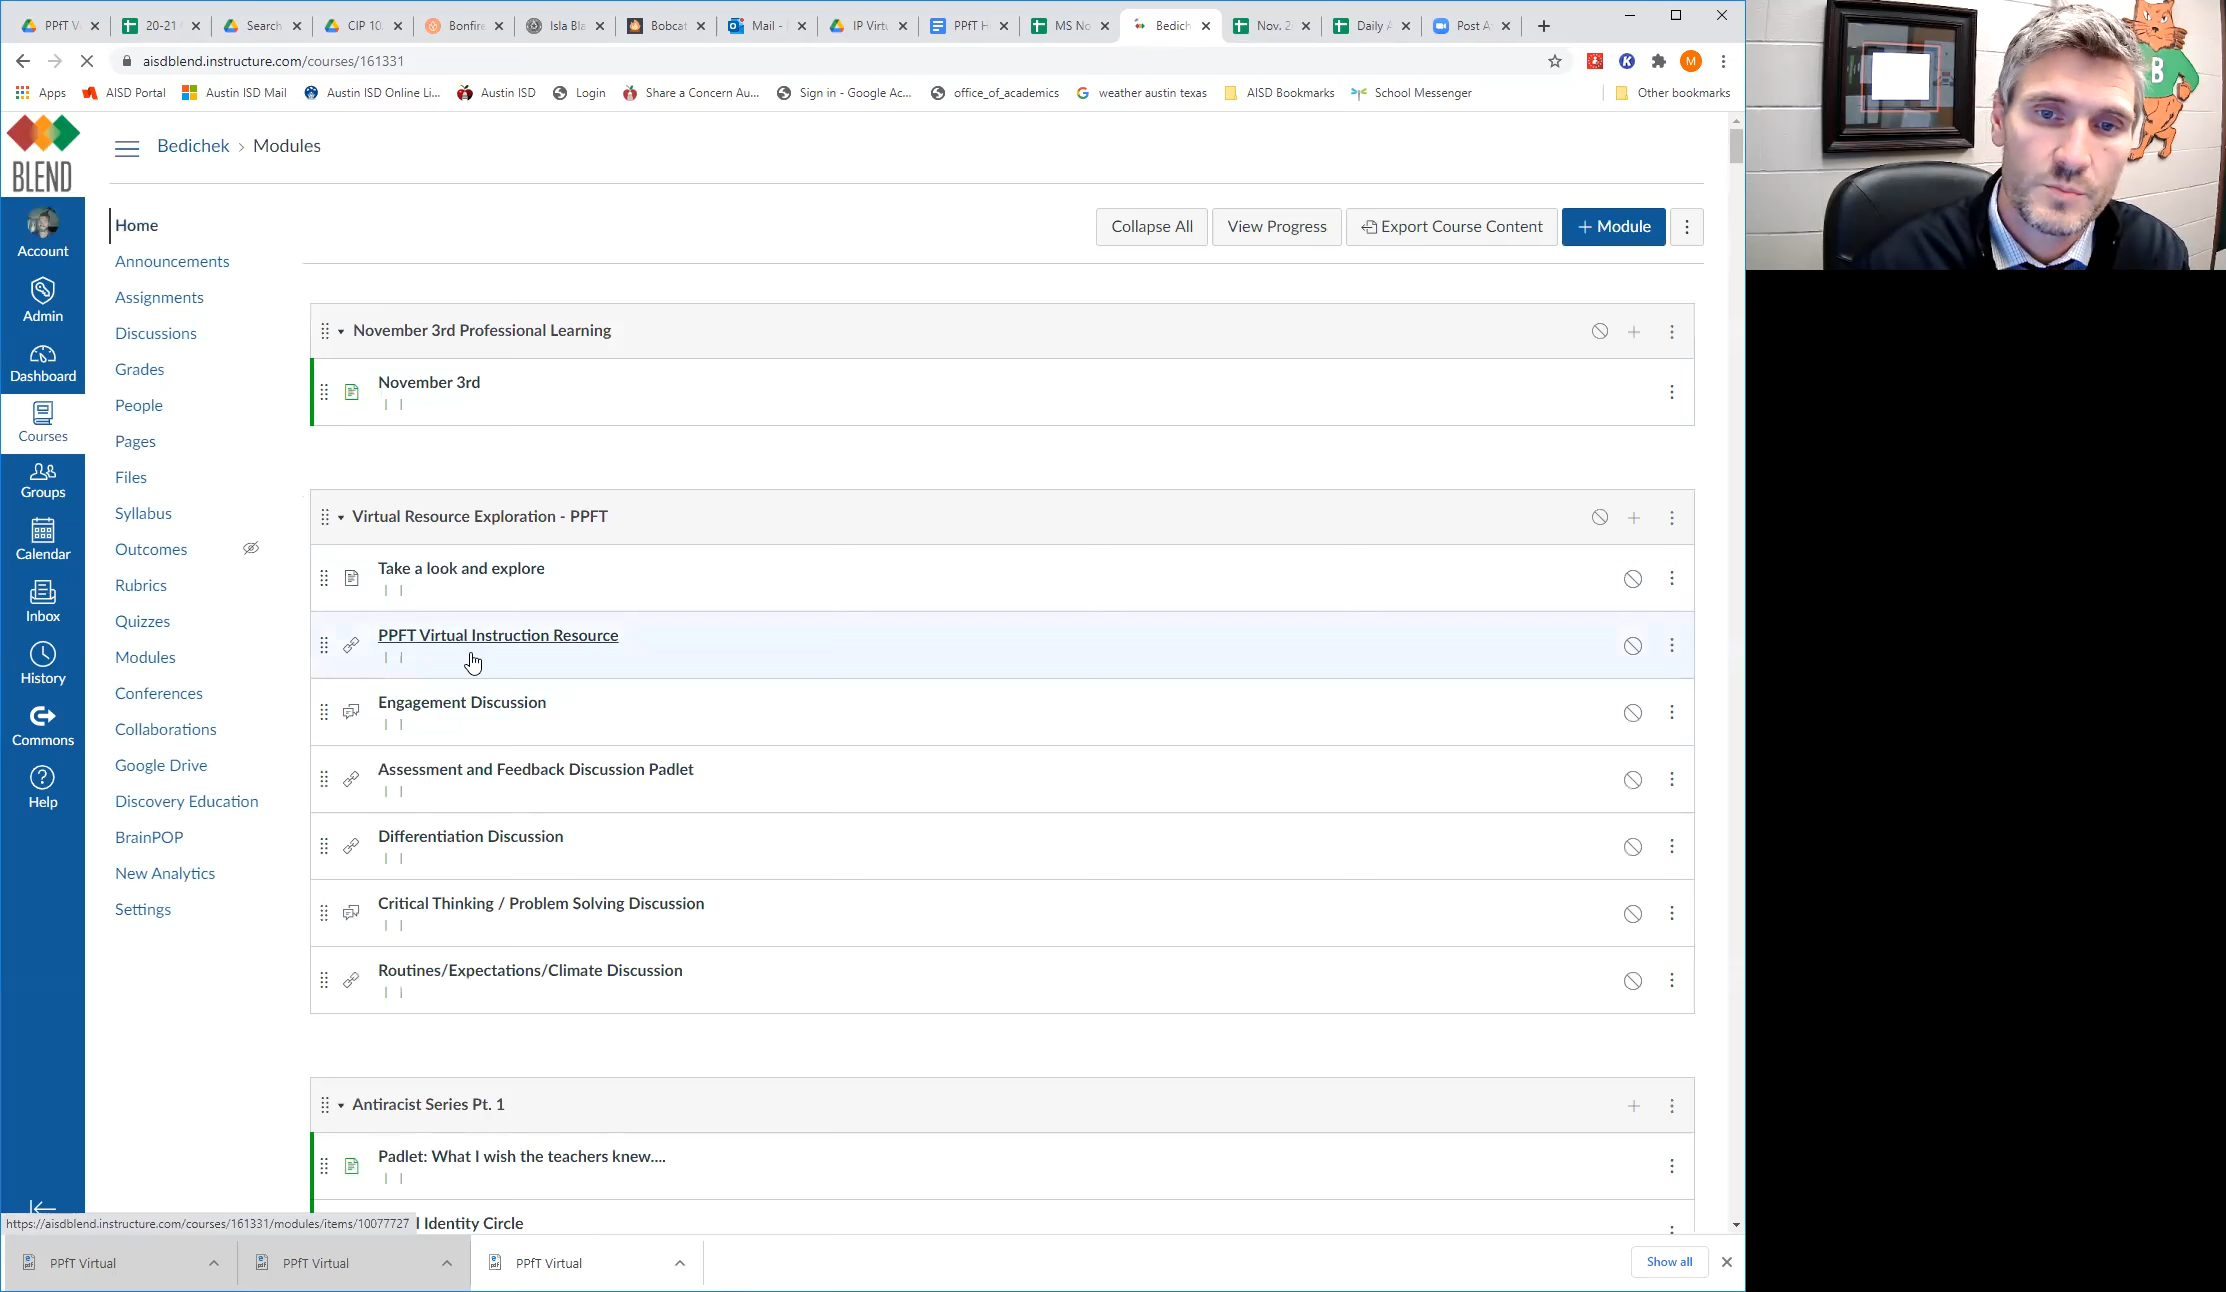 PPfT V
20-21
Search
CIP 10.
Bonfire
Isla Bla
Bobcat
Mail -
IP Virtu
PPfT H
MS No
Bedich
Nov. 2
Daily A
Post A
aisdblend.instructure.com/courses/161331
M
Apps
AISD Portal
Austin ISD Mail
Austin ISD Online Li...
Austin ISD
Login
Share a Concern Au...
Sign in - Google Ac...
office_of_academics
weather austin texas
AISD Bookmarks
School Messenger
Other bookmarks
BLEND
Bedichek › Modules
Account
Admin
Dashboard
Courses
Groups
Calendar
Inbox
History
Commons
Help
Home
Announcements
Assignments
Discussions
Grades
People
Pages
Files
Syllabus
Outcomes
Rubrics
Quizzes
Modules
Conferences
Collaborations
Google Drive
Discovery Education
BrainPOP
New Analytics
Settings
Collapse All
View Progress
Export Course Content
+ Module
November 3rd Professional Learning
November 3rd
Virtual Resource Exploration - PPFT
Take a look and explore
PPFT Virtual Instruction Resource
Engagement Discussion
Assessment and Feedback Discussion Padlet
Differentiation Discussion
Critical Thinking / Problem Solving Discussion
Routines/Expectations/Climate Discussion
Antiracist Series Pt. 1
Padlet: What I wish the teachers knew....
l Identity Circle
https://aisdblend.instructure.com/courses/161331/modules/items/10077727
PPfT Virtual
PPfT Virtual
PPfT Virtual
Show all
B